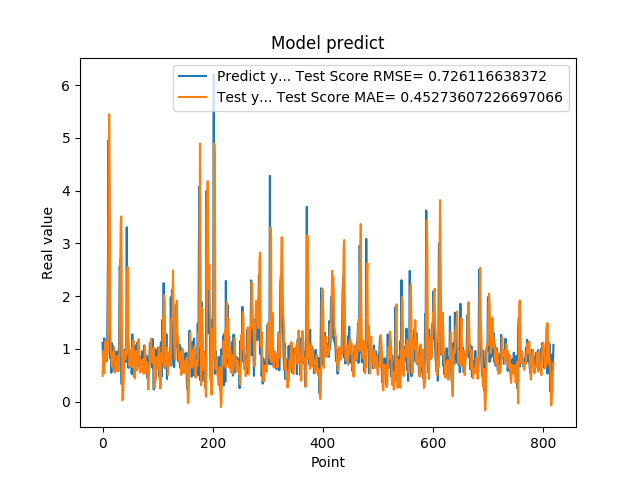 Model predict
Predict y... Test Score RMSE= 0.726116638372
Test y... Test Score MAE= 0.45273607226697066
Real value
6
5
4
3
2
1
0
0
200
400
600
800
Point